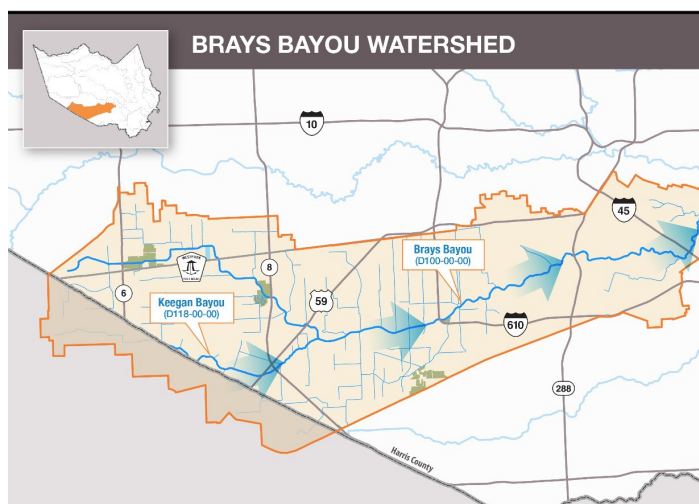 BRAYS BAYOU WATERSHED
10
45
Brays Bayou
(D100-00-00)
8
6
59
Keegan Bayou
(D118-00-00)
610
288
Harris County